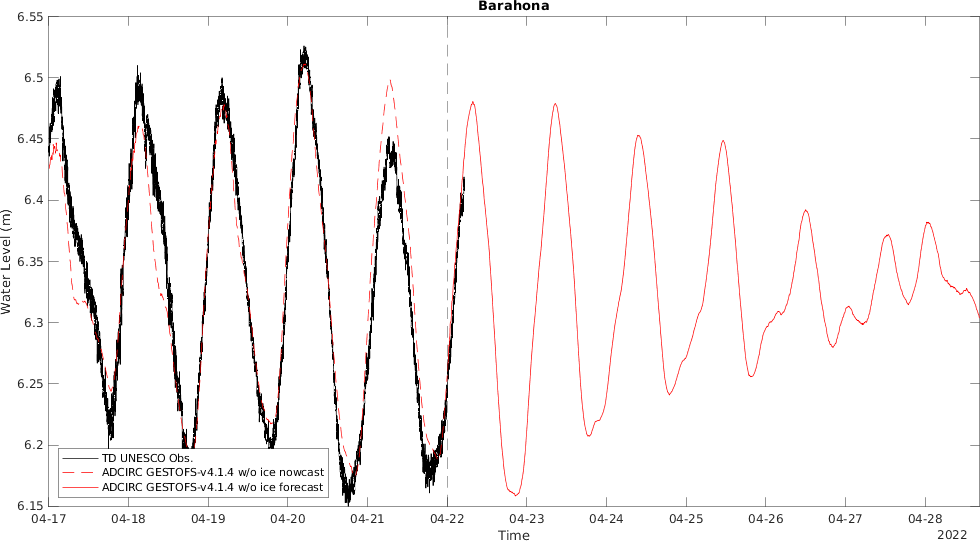 Barahona
6.55
6.5
6.45
6.4
6.35
6.3
6.25
6.2
6.15
Water Level (m)
TD UNESCO Obs.
ADCIRC GESTOFS-v4.1.4 w/o ice nowcast
ADCIRC GESTOFS-v4.1.4 w/o ice forecast
04-17 04-18 04-19 04-20 04-21 04-22 04-23 04-24 04-25 04-26 04-27 04-28
Time
2022